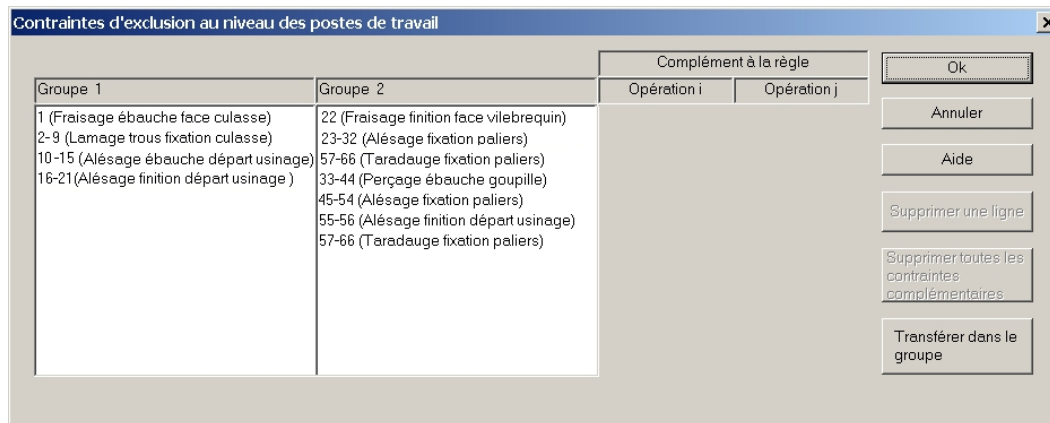 Contraintes d'exclusion au niveau des postes de travail
Complément à la règle
Groupe 1
Groupe 2
Opération i
Opération j
1 (Fraisage ébauche face culasse)
2-9 (Lamage trous fixation culasse)
10-15 (Alésage ébauche départ usinage)
16-21(Alésage finition départ usinage )
22 (Fraisage finition face vilebrequin)
23-32 (Alésage fixation paliers)
57-66 (Taradauge fixation paliers)
33-44 (Perçage ébauche goupille)
45-54 (Alésage fixation paliers)
55-56 (Alésage finition départ usinage)
57-66 (Taradauge fixation paliers)
Ok
Annuler
Aide
Supprimer une ligne
Supprimer toutes les
contraintes
complémentaires
Transférer dans le
groupe